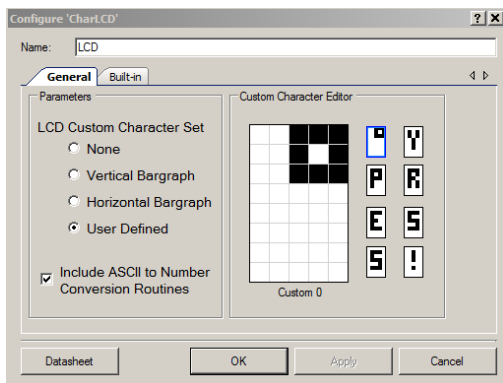 Configure 'CharLCD'
Name: LCD
General Built-in
Parameters
LCD Custom Character Set
None
Vertical Bargraph
Horizontal Bargraph
User Defined
Include ASCII to Number
Conversion Routines
Custom Character Editor
Y
P R
E S
S !
Custom 0
Datasheet OK Apply Cancel